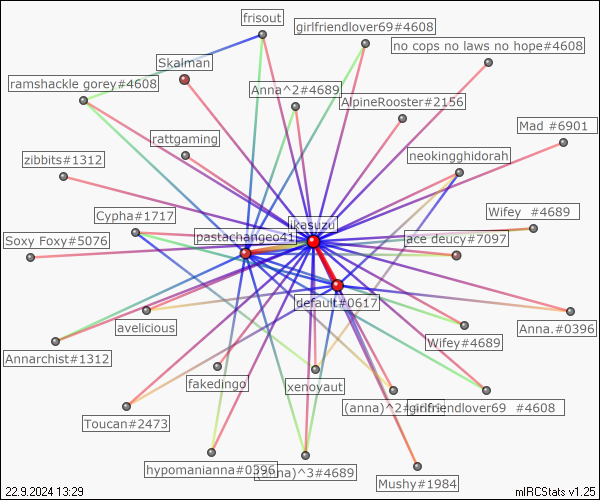 frisout
girlfriendlover69#4608
no cops no laws no hope#4608
Skalman
ramshackle gorey#4608
Anna^2#4689
AlpineRooster#2156
Mad #6901
rattgaming
neokingghidorah
zibbits#1312
Cypha#1717
ikasuzu
Wifey #4689
pastachangeo41
ace deucy#7097
Soxy Foxy#5076
default#0617
avelicious
Anna.#0396
Annarchist#1312
Wifey#4689
fakedingo
xenoyaut
(anna)^2#
girlfriendlover69 #4608
Toucan#2473
hypomanianna#0396
(anna)^3#4689
Mushy#1984
22.9.2024 13:29
mIRCStats v1.25